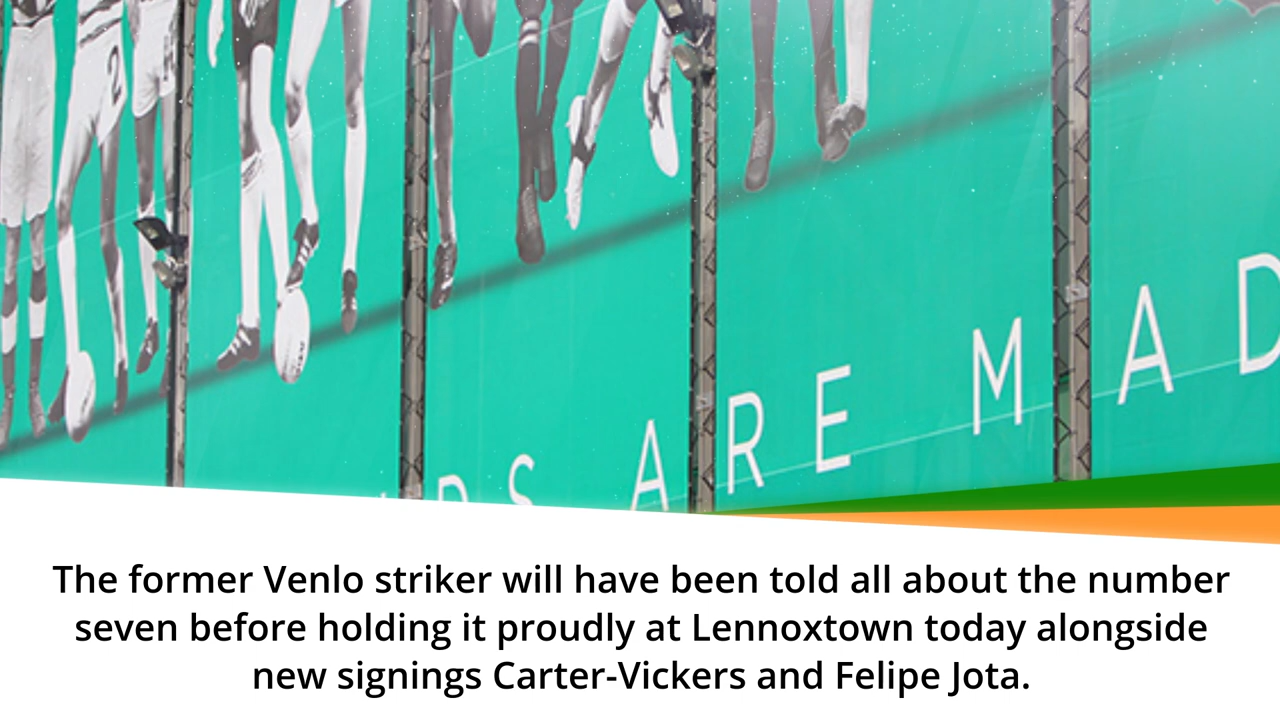 ARE MAD
The former Venlo striker will have been told all about the number
seven before holding it proudly at Lennoxtown today alongside
new signings Carter-Vickers and Felipe Jota.